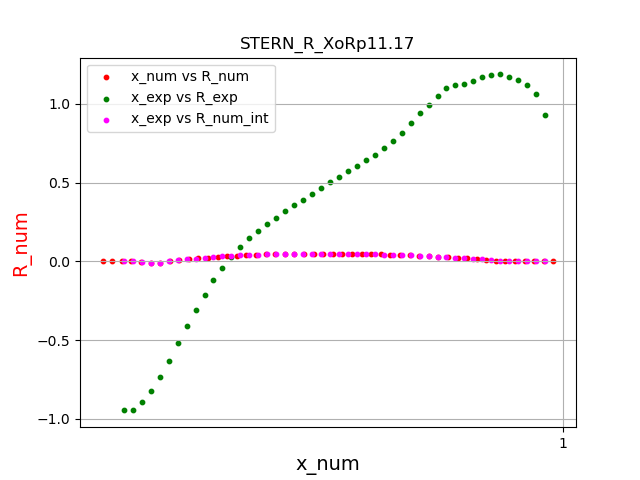 STERN_R_XoRp11.17
x_num vs R_num
x_exp vs R_exp
x_exp vs R_num_int
1.0
0.5
0.0
−0.5
−1.0
R_num
1
x_num